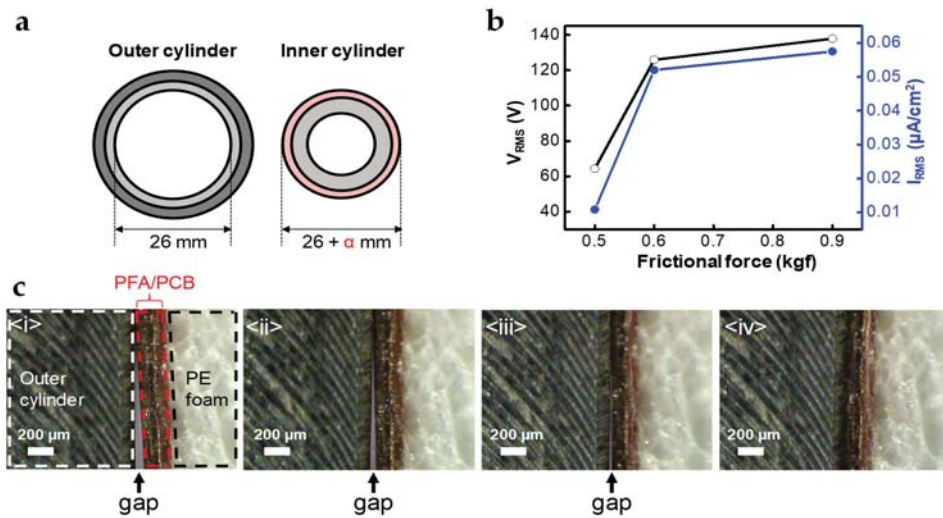 a
Outer cylinder
Inner cylinder
26 mm
26 + α mm
b
140
120
100
80
60
40
V_RMS (V)
0.06
0.05
0.04
0.03
0.02
0.01
I_RMS (μA/cm²)
0.5
0.6
0.7
0.8
0.9
Frictional force (kgf)
c
PFA/PCB
<i>
Outer
cylinder
PE
foam
200 μm
gap
<ii>
200 μm
gap
<iii>
200 μm
gap
<iv>
200 μm